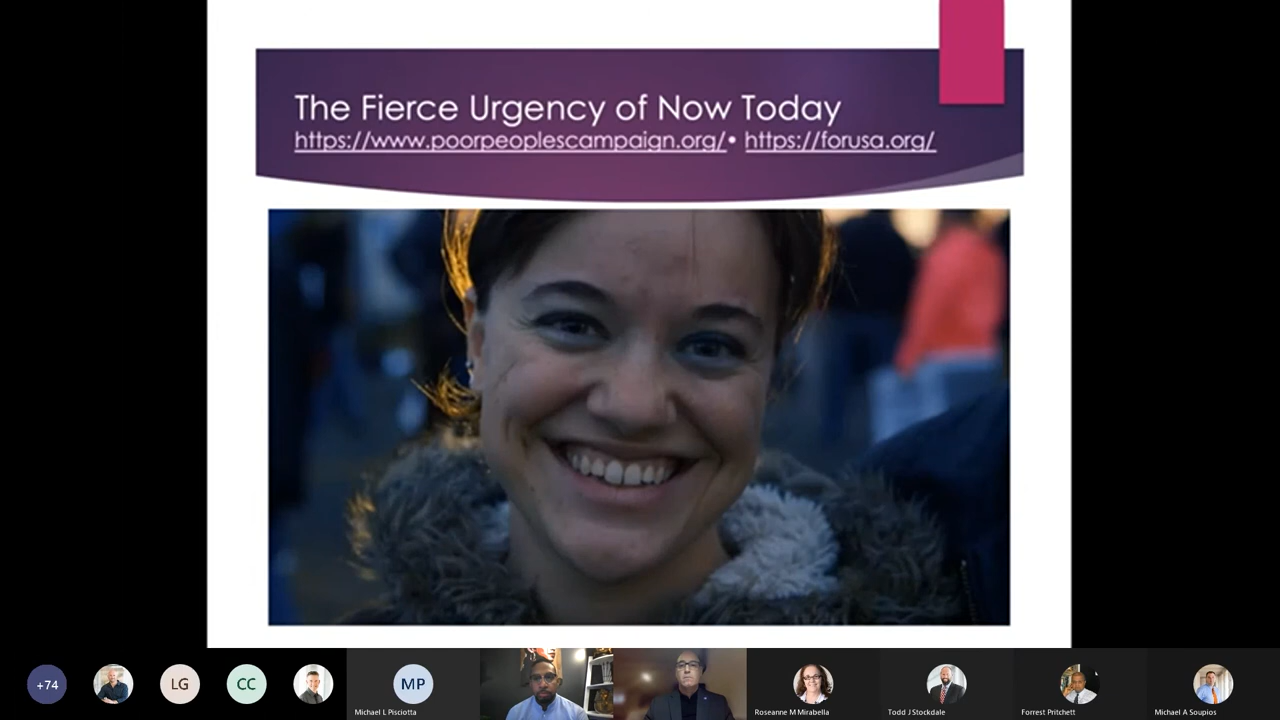 The Fierce Urgency of Now Today
https://www.poorpeoplescampaign.org/• https://forusa.org/
+74
LG
CC
MP
Michael L Pisciotta
Roseanne M Mirabella
Todd J Stockdale
Forrest Pritchett
Michael A Soupios